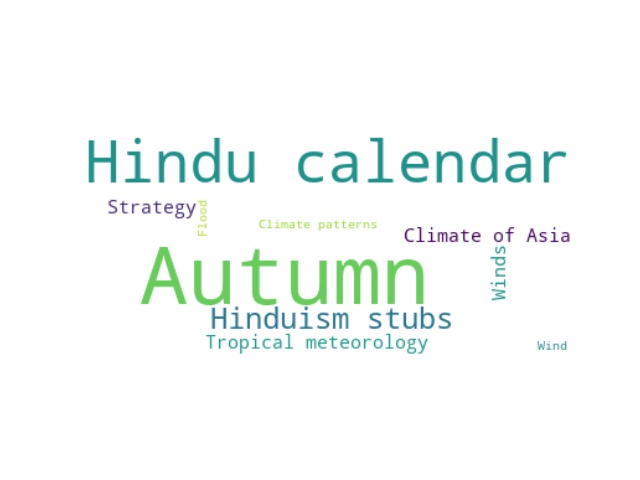 Hindu calendar
Strategy
Flood
Climate patterns
Climate of Asia
Autumn
Winds
Hinduism stubs
Tropical meteorology
Wind